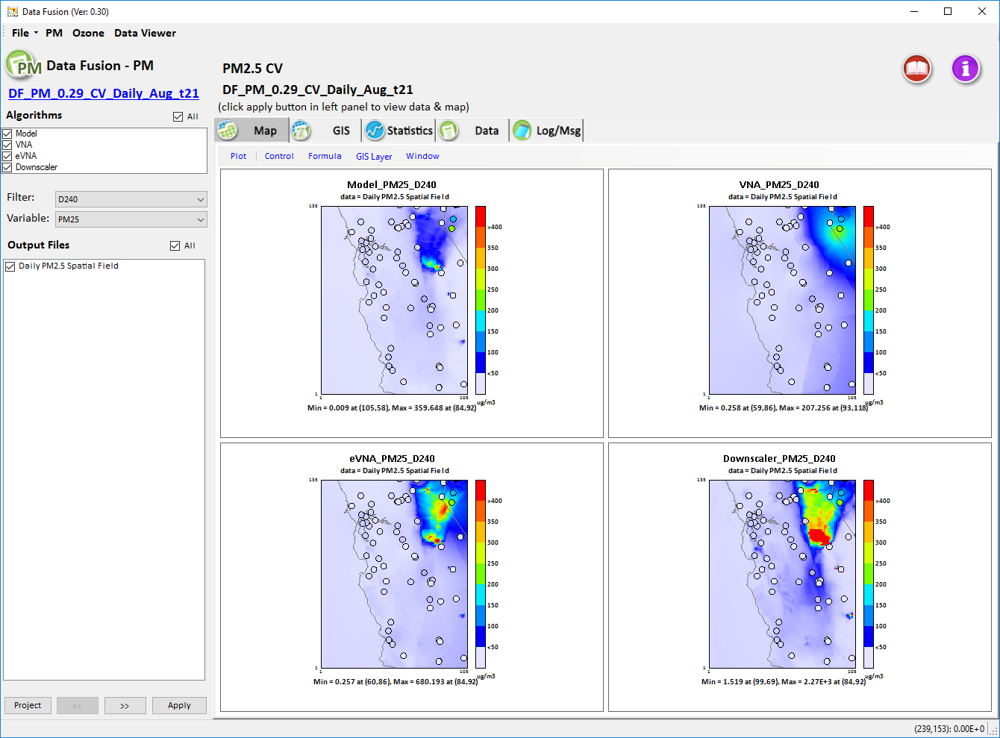 Data Fusion (Ver: 0.30)
File PM Ozone Data Viewer
PM Data Fusion - PM
DF_PM_0.29_CV_Daily_Aug_t21
Algorithms All
Model
VNA
eVNA
Downscaler
Filter: D240
Variable: PM25
Output Files All
Daily PM2.5 Spatial Field
Project << >> Apply
PM2.5 CV
DF_PM_0.29_CV_Daily_Aug_t21
(click apply button in left panel to view data & map)
i
Map GIS Statistics Data Log/Msg
Plot Control Formula GIS Layer Window
Model_PM25_D240
data = Daily PM2.5 Spatial Field
135
>400
350
300
250
200
150
100
<50
1
1 105
ug/m3
Min = 0.009 at (105,58), Max = 359.648 at (84,92)
VNA_PM25_D240
data = Daily PM2.5 Spatial Field
135
>400
350
300
250
200
150
100
<50
1
1 105
ug/m3
Min = 0.258 at (59,86), Max = 207.256 at (93,118)
eVNA_PM25_D240
data = Daily PM2.5 Spatial Field
135
>400
350
300
250
200
150
100
<50
1
1 105
ug/m3
Min = 0.257 at (60,86), Max = 680.193 at (84,92)
Downscaler_PM25_D240
data = Daily PM2.5 Spatial Field
135
>400
350
300
250
200
150
100
<50
1
1 105
ug/m3
Min = 1.519 at (99,69), Max = 2.27E+3 at (84,92)
(239,153): 0.00E+0